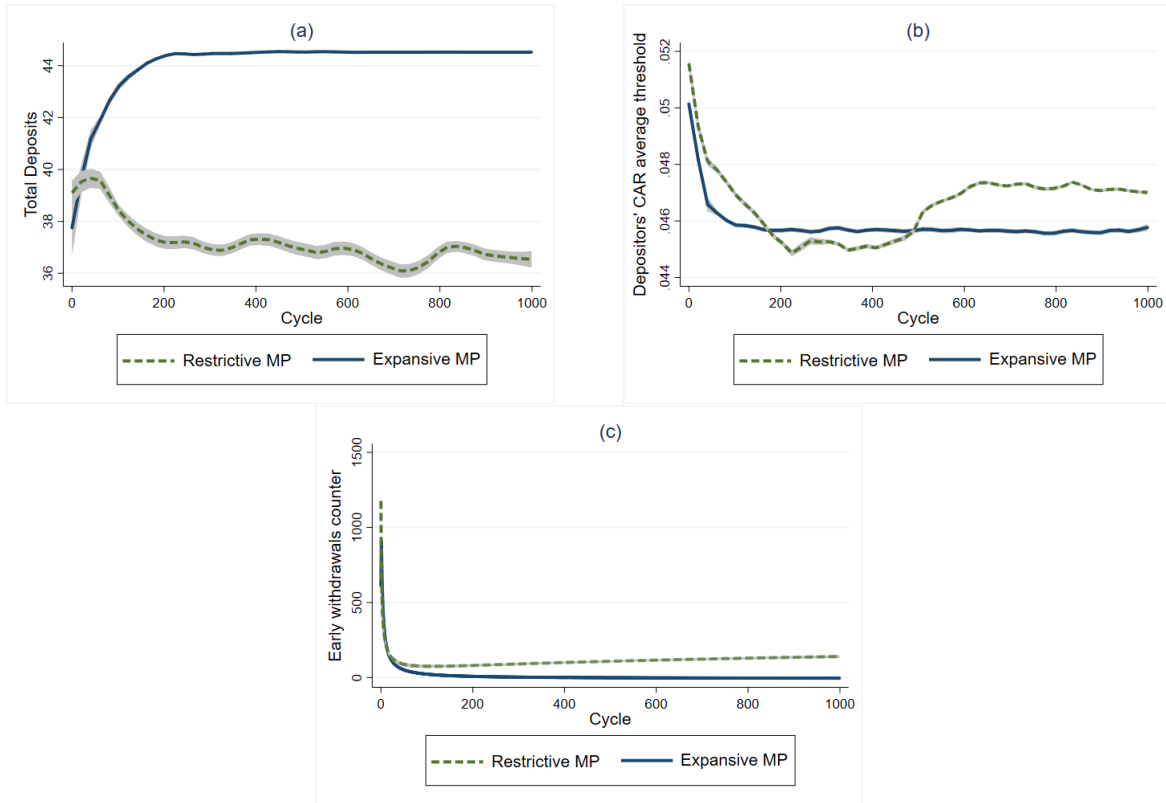 (a)
Total Deposits
44
42
40
38
36
0 200 400 600 800 1000
Cycle
Restrictive MP Expansive MP
(b)
Depositors' CAR average threshold
.052
.05
.048
.046
.044
0 200 400 600 800 1000
Cycle
Restrictive MP Expansive MP
(c)
Early withdrawals counter
1500
1000
500
0
0 200 400 600 800 1000
Cycle
Restrictive MP Expansive MP